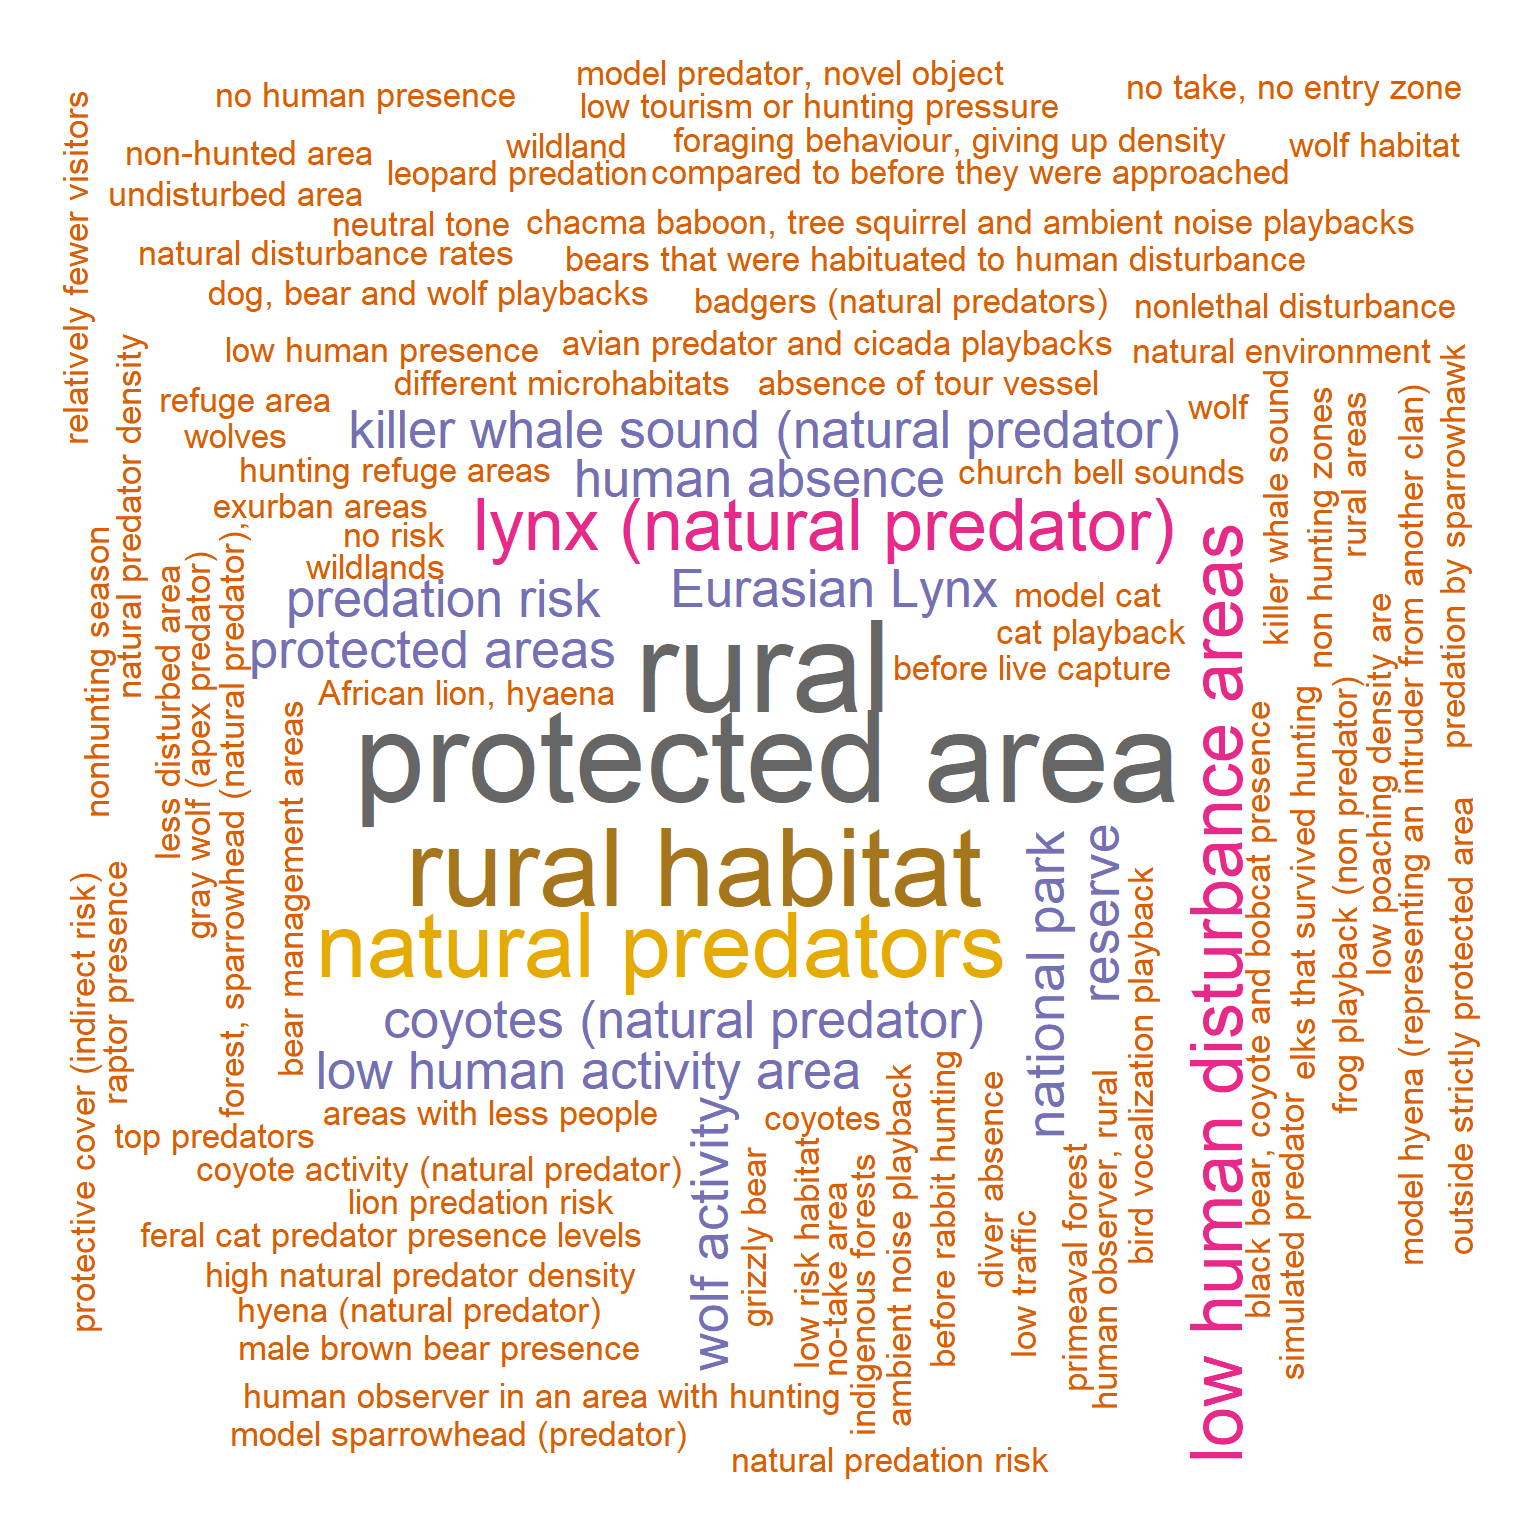 model predator, novel object
no human presence
low tourism or hunting pressure
no take, no entry zone
non-hunted area
wildland
foraging behaviour, giving up density
wolf habitat
undisturbed area
leopard predation
compared to before they were approached
relatively fewer visitors
neutral tone
chacma baboon, tree squirrel and ambient noise playbacks
natural disturbance rates
bears that were habituated to human disturbance
dog, bear and wolf playbacks
badgers (natural predators)
nonlethal disturbance
low human presence
avian predator and cicada playbacks
natural environment
different microhabitats
absence of tour vessel
refuge area
wolf
wolves
killer whale sound (natural predator)
hunting refuge areas
human absence
church bell sounds
exurban areas
lynx (natural predator)
no risk
wildlands
predation risk
Eurasian Lynx
model cat
protected areas
cat playback
African lion, hyaena
rural
before live capture
protected area
rural habitat
natural predators
coyotes (natural predator)
low human activity area
areas with less people
coyotes
top predators
coyote activity (natural predator)
lion predation risk
feral cat predator presence levels
high natural predator density
hyena (natural predator)
male brown bear presence
human observer in an area with hunting
model sparrowhead (predator)
natural predation risk
natural predator density
nonhunting season
less disturbed area
gray wolf (apex predator)
forest, sparrowhead (natural predator),
bear management areas
protective cover (indirect risk)
raptor presence
wolf activity
grizzly bear
low risk habitat
no-take area
indigenous forests
ambient noise playback
before rabbit hunting
diver absence
low traffic
national park
reserve
primeaval forest
human observer, rural
bird vocalization playback
low human disturbance areas
black bear, coyote and bobcat presence
killer whale sound
simulated predator
elks that survived hunting
non hunting zones
rural areas
frog playback (non predator)
low poaching density are
model hyena (representing an intruder from another clan)
predation by sparrowhawk
outside strictly protected area